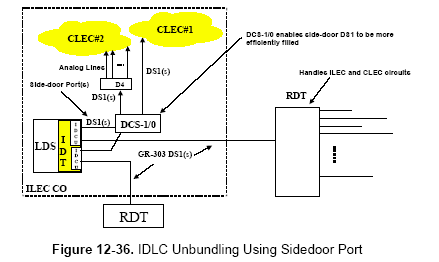 CLEC#2
CLEC#1
DCS-1/0 enables side-door DS1 to be more
efficiently filled
Analog Lines
Handles ILEC and CLEC circuits
Side-door Port(s)
D4
DS1(s)
DS1(s)
RDT
DS1(s)
DCS-1/0
LDS
I
D
T
I
D
C
U
I
D
C
U
GR-303 DS1(s)
ILEC CO
RDT
Figure 12-36. IDLC Unbundling Using Sidedoor Port